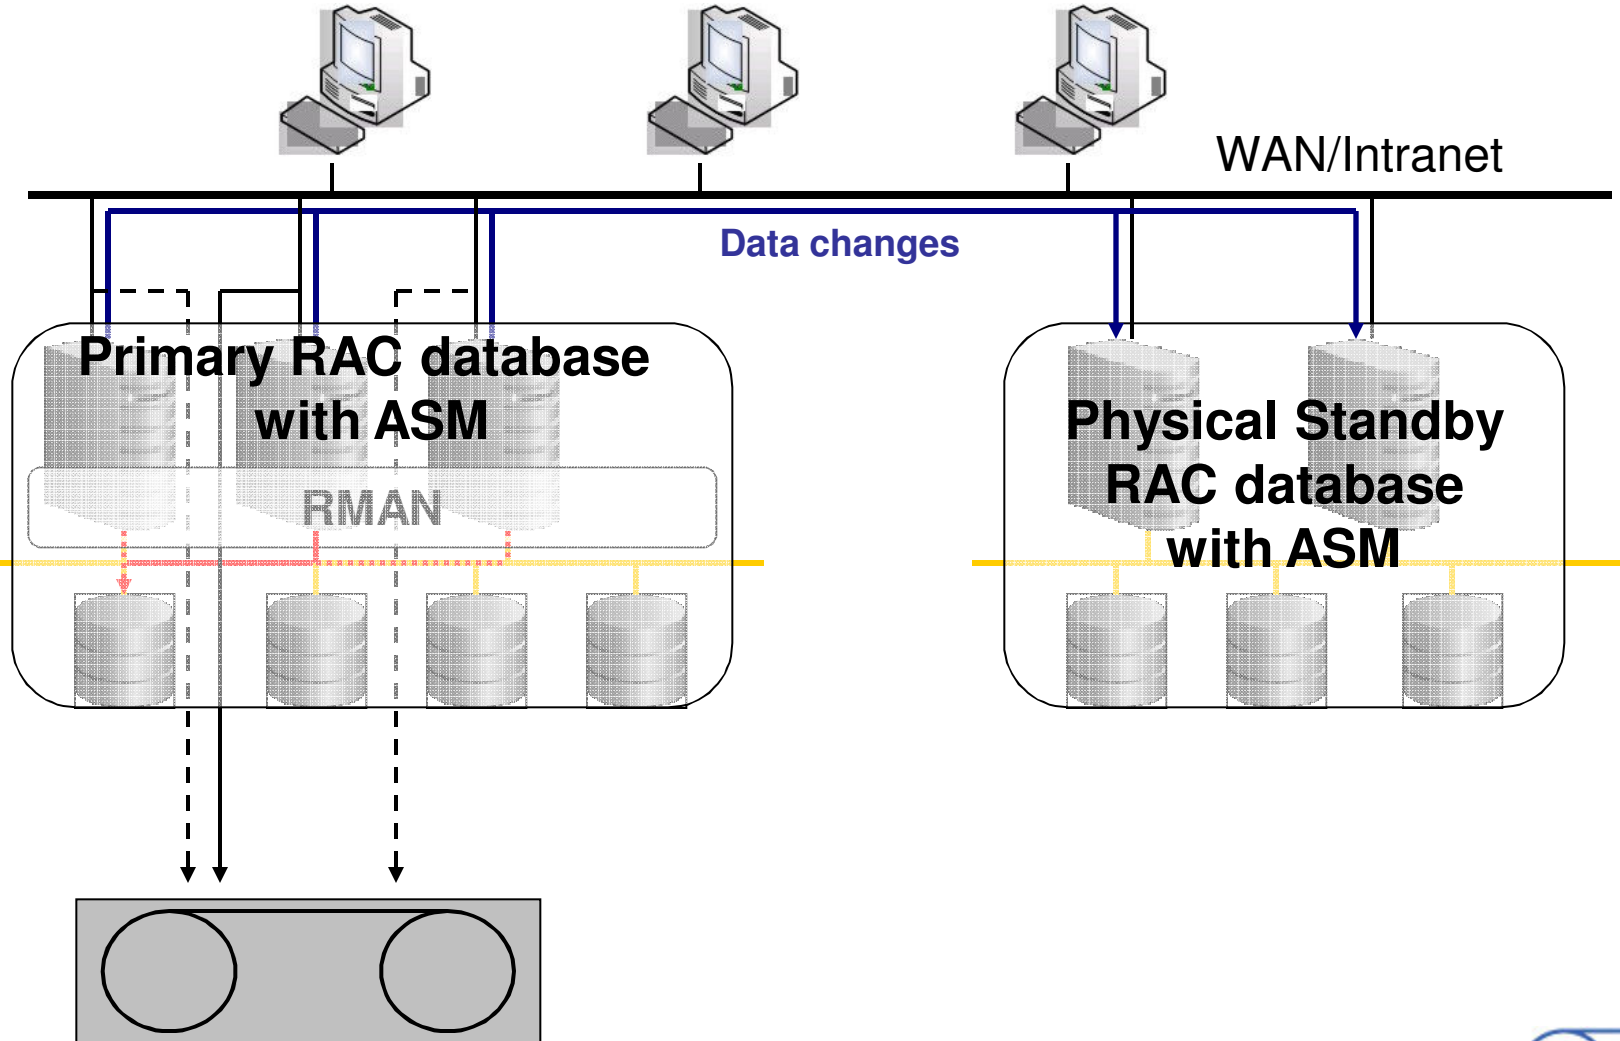 WAN/Intranet
Data changes
Primary RAC database
with ASM
RMAN
Physical Standby
RAC database
with ASM